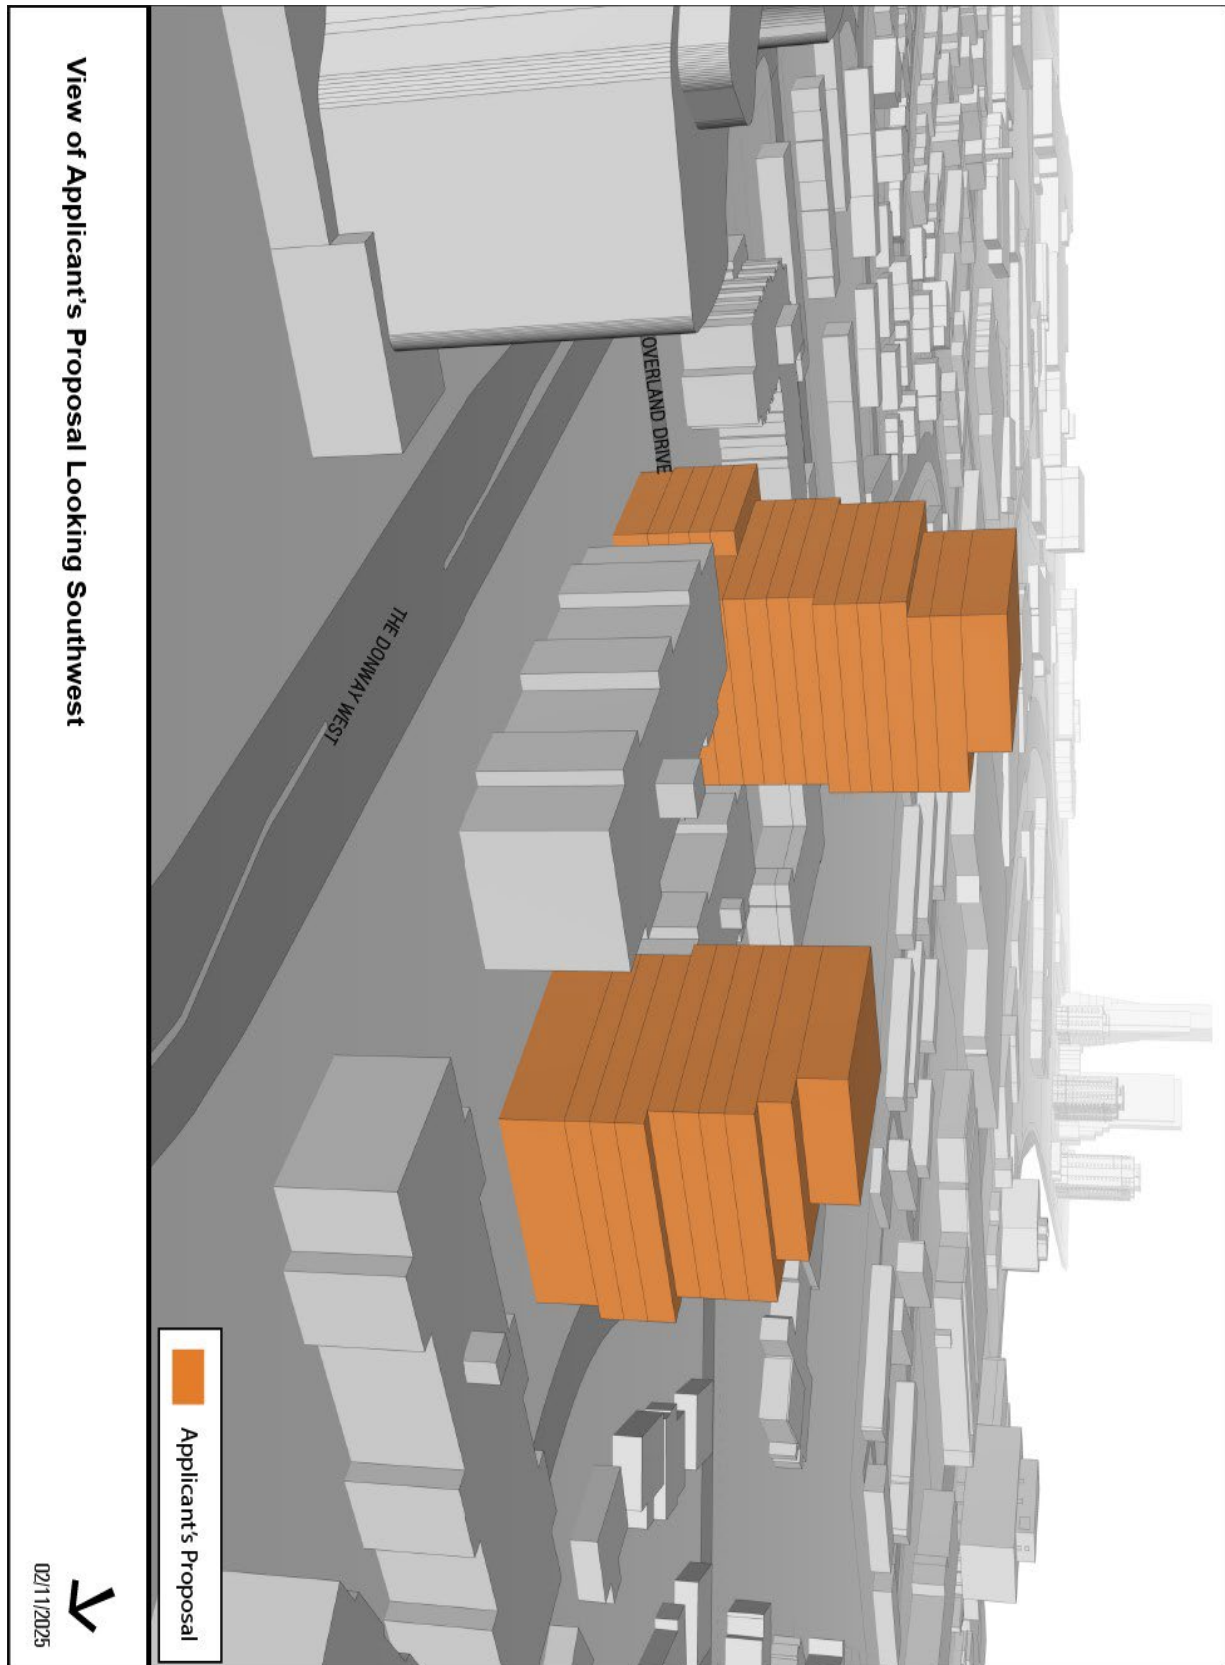 OVERLAND DRIVE
THE DONWAY WEST
Applicant's Proposal
View of Applicant's Proposal Looking Southwest
02/11/2025